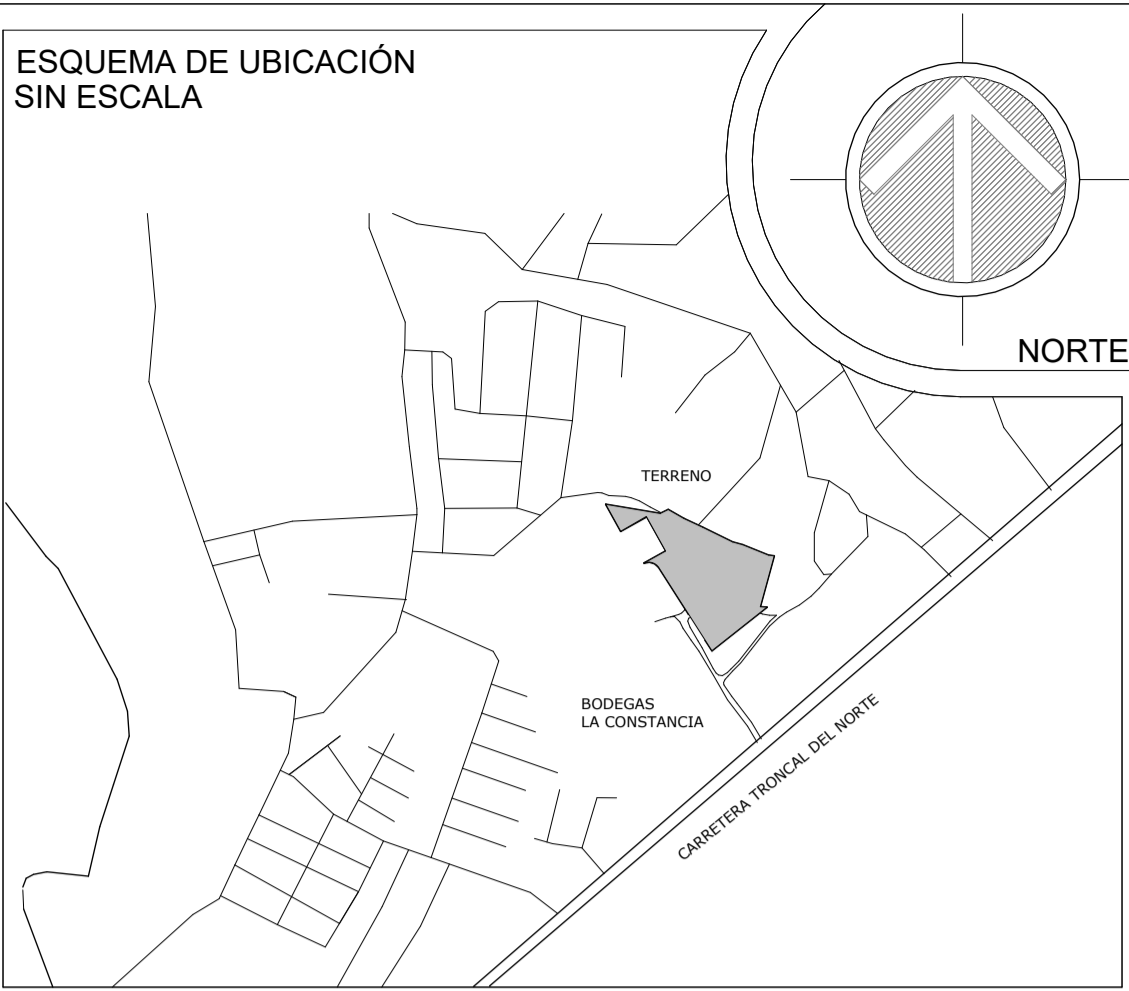 ESQUEMA DE UBICACIÓN
SIN ESCALA
NORTE
TERRENO
BODEGAS
LA CONSTANCIA
CARRETERA TRONCAL DEL NORTE